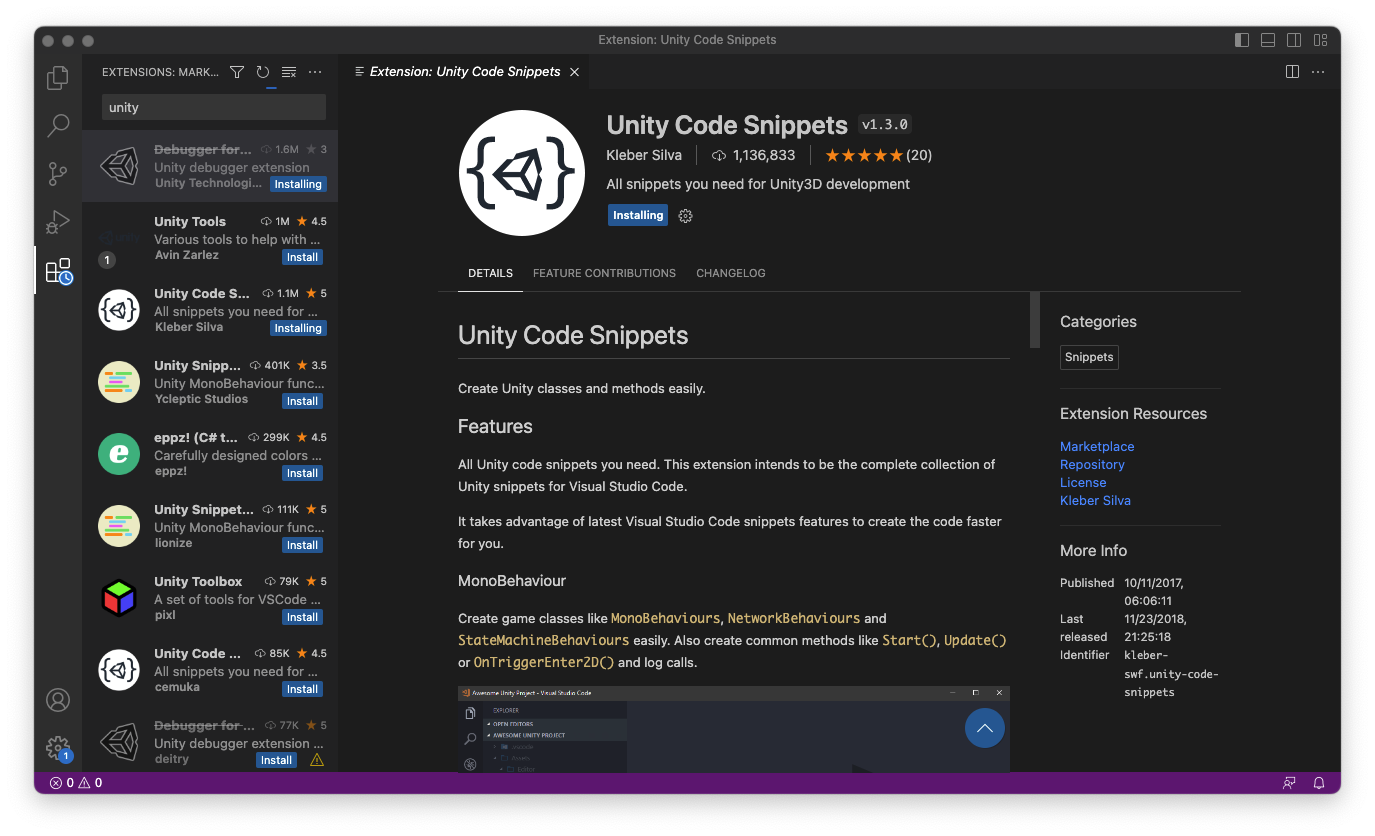 Extension: Unity Code Snippets
EXTENSIONS: MARK...
unity
Debugger for... 1.6M 3
Unity debugger extension
Unity Technologi... Installing
Unity Tools 1M 4.5
Various tools to help with ...
Avin Zarlez Install
1
Unity Code S... 1.1M 5
All snippets you need for ...
Kleber Silva Installing
Unity Snipp... 401K 3.5
Unity MonoBehaviour func...
Ycleptic Studios Install
eppz! (C# t... 299K 4.5
Carefully designed colors ...
eppz! Install
Unity Snippet... 111K 5
Unity MonoBehaviour func...
lionize Install
Unity Toolbox 79K 5
A set of tools for VSCode ...
pixl Install
Unity Code ... 85K 4.5
All snippets you need for ...
cemuka Install
Debugger for ... 77K 5
Unity debugger extension ...
deitry Install
1
0 0
Extension: Unity Code Snippets
Unity Code Snippets v1.3.0
Kleber Silva 1,136,833 (20)
All snippets you need for Unity3D development
Installing
DETAILS FEATURE CONTRIBUTIONS CHANGELOG
Unity Code Snippets
Create Unity classes and methods easily.
Features
All Unity code snippets you need. This extension intends to be the complete collection of
Unity snippets for Visual Studio Code.
It takes advantage of latest Visual Studio Code snippets features to create the code faster
for you.
MonoBehaviour
Create game classes like MonoBehaviours, NetworkBehaviours and
StateMachineBehaviours easily. Also create common methods like Start(), Update()
or OnTriggerEnter2D() and log calls.
Awesome Unity Project - Visual Studio Code
EXPLORER
OPEN EDITORS
AWESOME UNITY PROJECT
.vscode
Assets
Editor
Categories
Snippets
Extension Resources
Marketplace
Repository
License
Kleber Silva
More Info
Published 10/11/2017,
06:06:11
Last 11/23/2018,
released 21:25:18
Identifier kleber-
swf.unity-code-
snippets